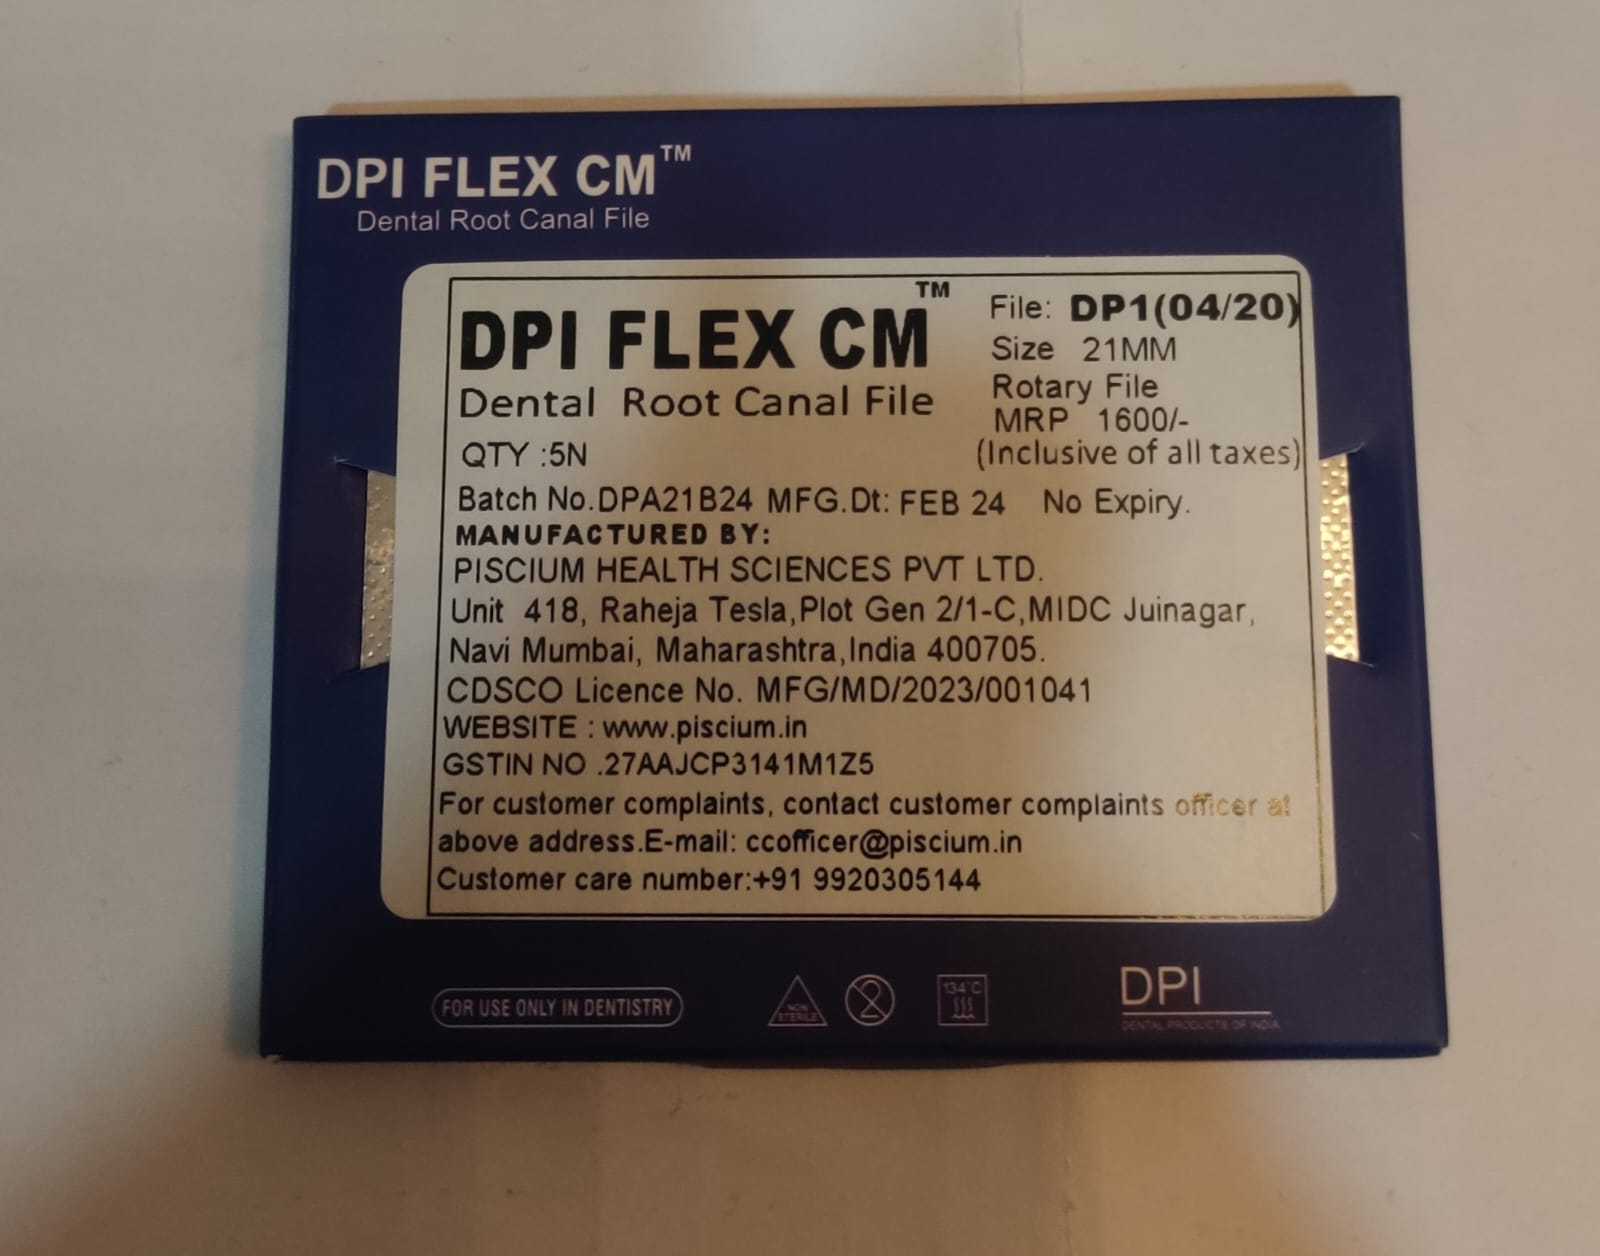 DPI FLEX CM™
Dental Root Canal File
DPI FLEX CM™
Dental Root Canal File
QTY :5N
File: DP1(04/20)
Size 21MM
Rotary File
MRP 1600/-
(Inclusive of all taxes)
Batch No.DPA21B24 MFG.Dt: FEB 24 No Expiry.
MANUFACTURED BY:
PISCIUM HEALTH SCIENCES PVT LTD.
Unit 418, Raheja Tesla,Plot Gen 2/1-C,MIDC Juinagar,
Navi Mumbai, Maharashtra,India 400705.
CDSCO Licence No. MFG/MD/2023/001041
WEBSITE : www.piscium.in
GSTIN NO .27AAJCP3141M1Z5
For customer complaints, contact customer complaints officer at
above address.E-mail: ccofficer@piscium.in
Customer care number:+91 9920305144
FOR USE ONLY IN DENTISTRY
NON
STERILE
2
134°C
DPI
DENTAL PRODUCTS OF INDIA